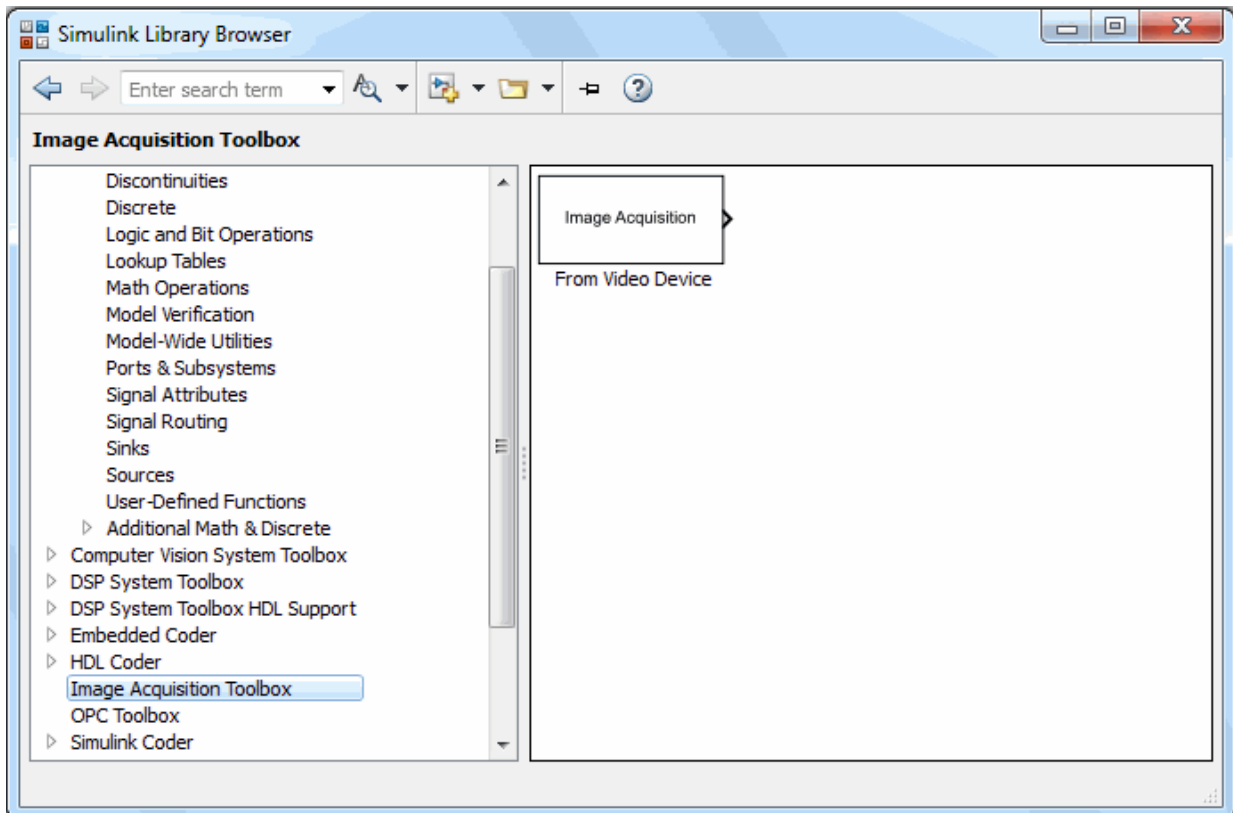 Simulink Library Browser
Enter search term
Image Acquisition Toolbox
Discontinuities
Discrete
Logic and Bit Operations
Lookup Tables
Math Operations
Model Verification
Model-Wide Utilities
Ports & Subsystems
Signal Attributes
Signal Routing
Sinks
Sources
User-Defined Functions
Additional Math & Discrete
Computer Vision System Toolbox
DSP System Toolbox
DSP System Toolbox HDL Support
Embedded Coder
HDL Coder
Image Acquisition Toolbox
OPC Toolbox
Simulink Coder
Image Acquisition
From Video Device